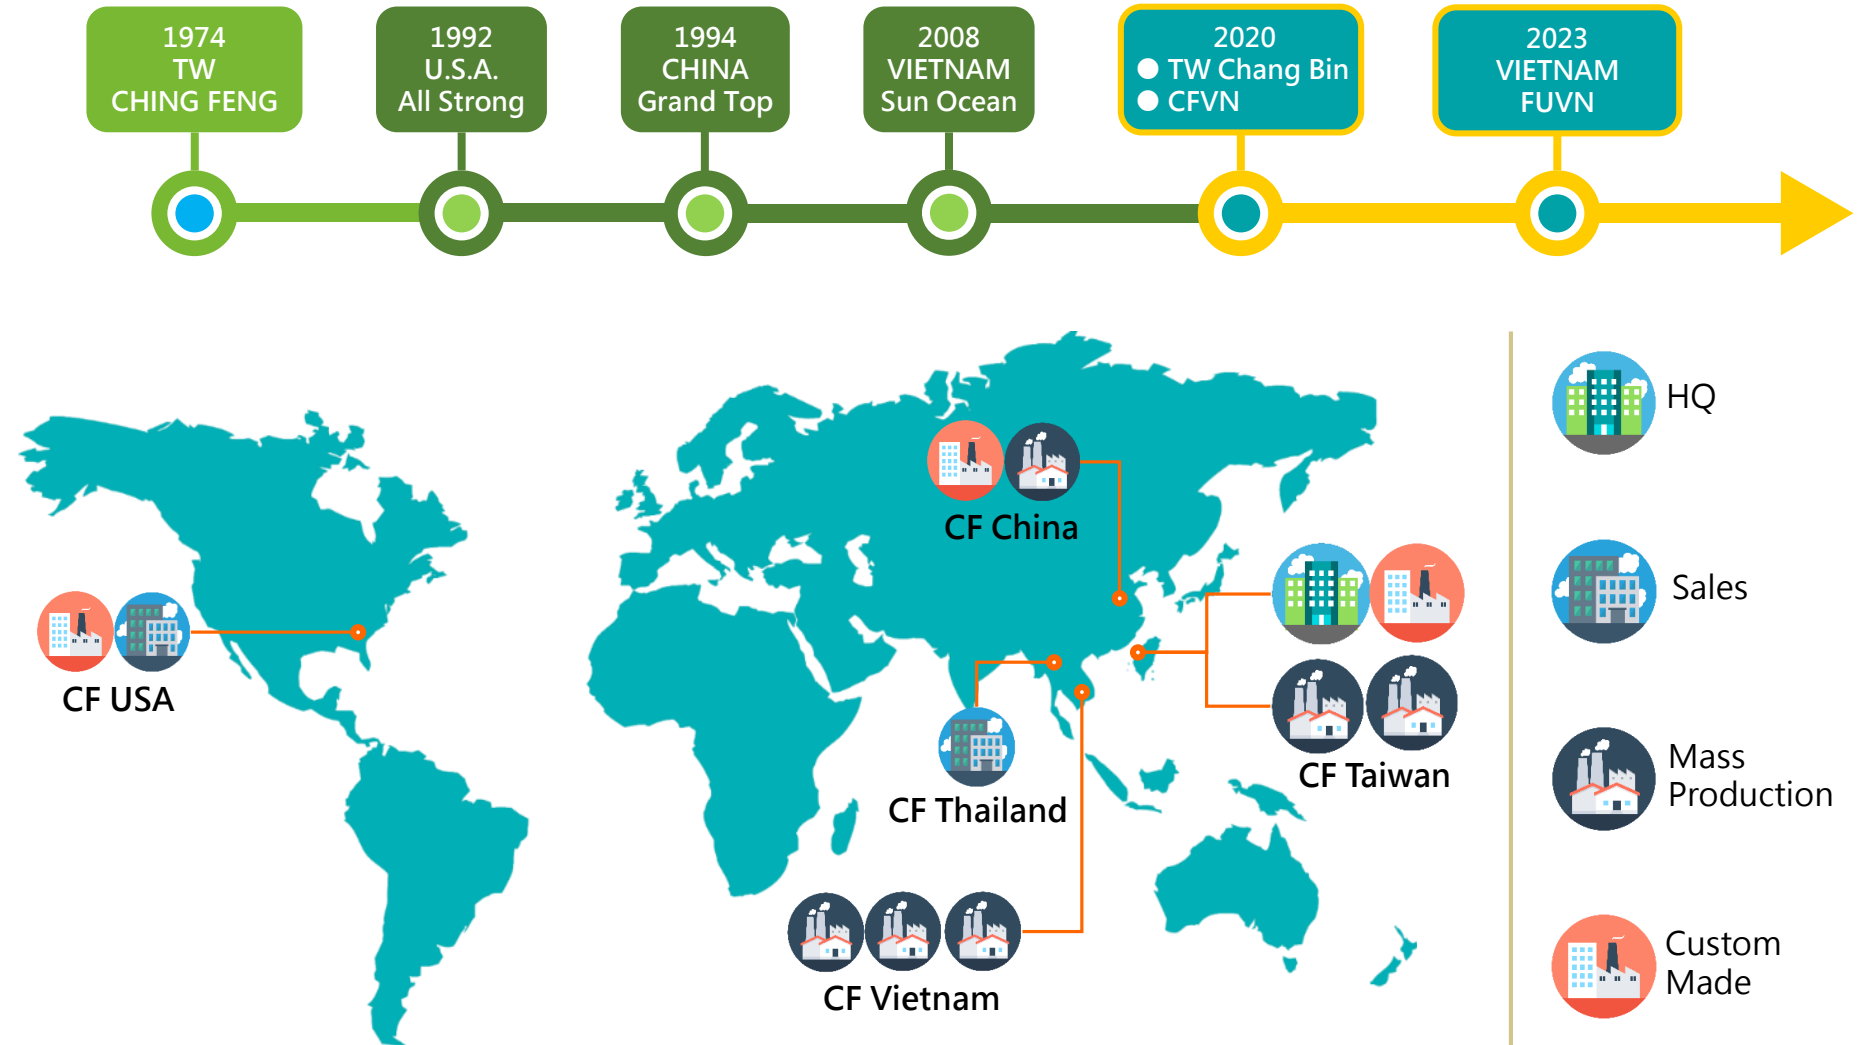 1974
TW
CHING FENG
1992
U.S.A.
All Strong
1994
CHINA
Grand Top
2008
VIETNAM
Sun Ocean
2020
● TW Chang Bin
● CFVN
2023
VIETNAM
FUVN
CF USA
CF China
CF Thailand
CF Vietnam
CF Taiwan
HQ
Sales
Mass
Production
Custom
Made